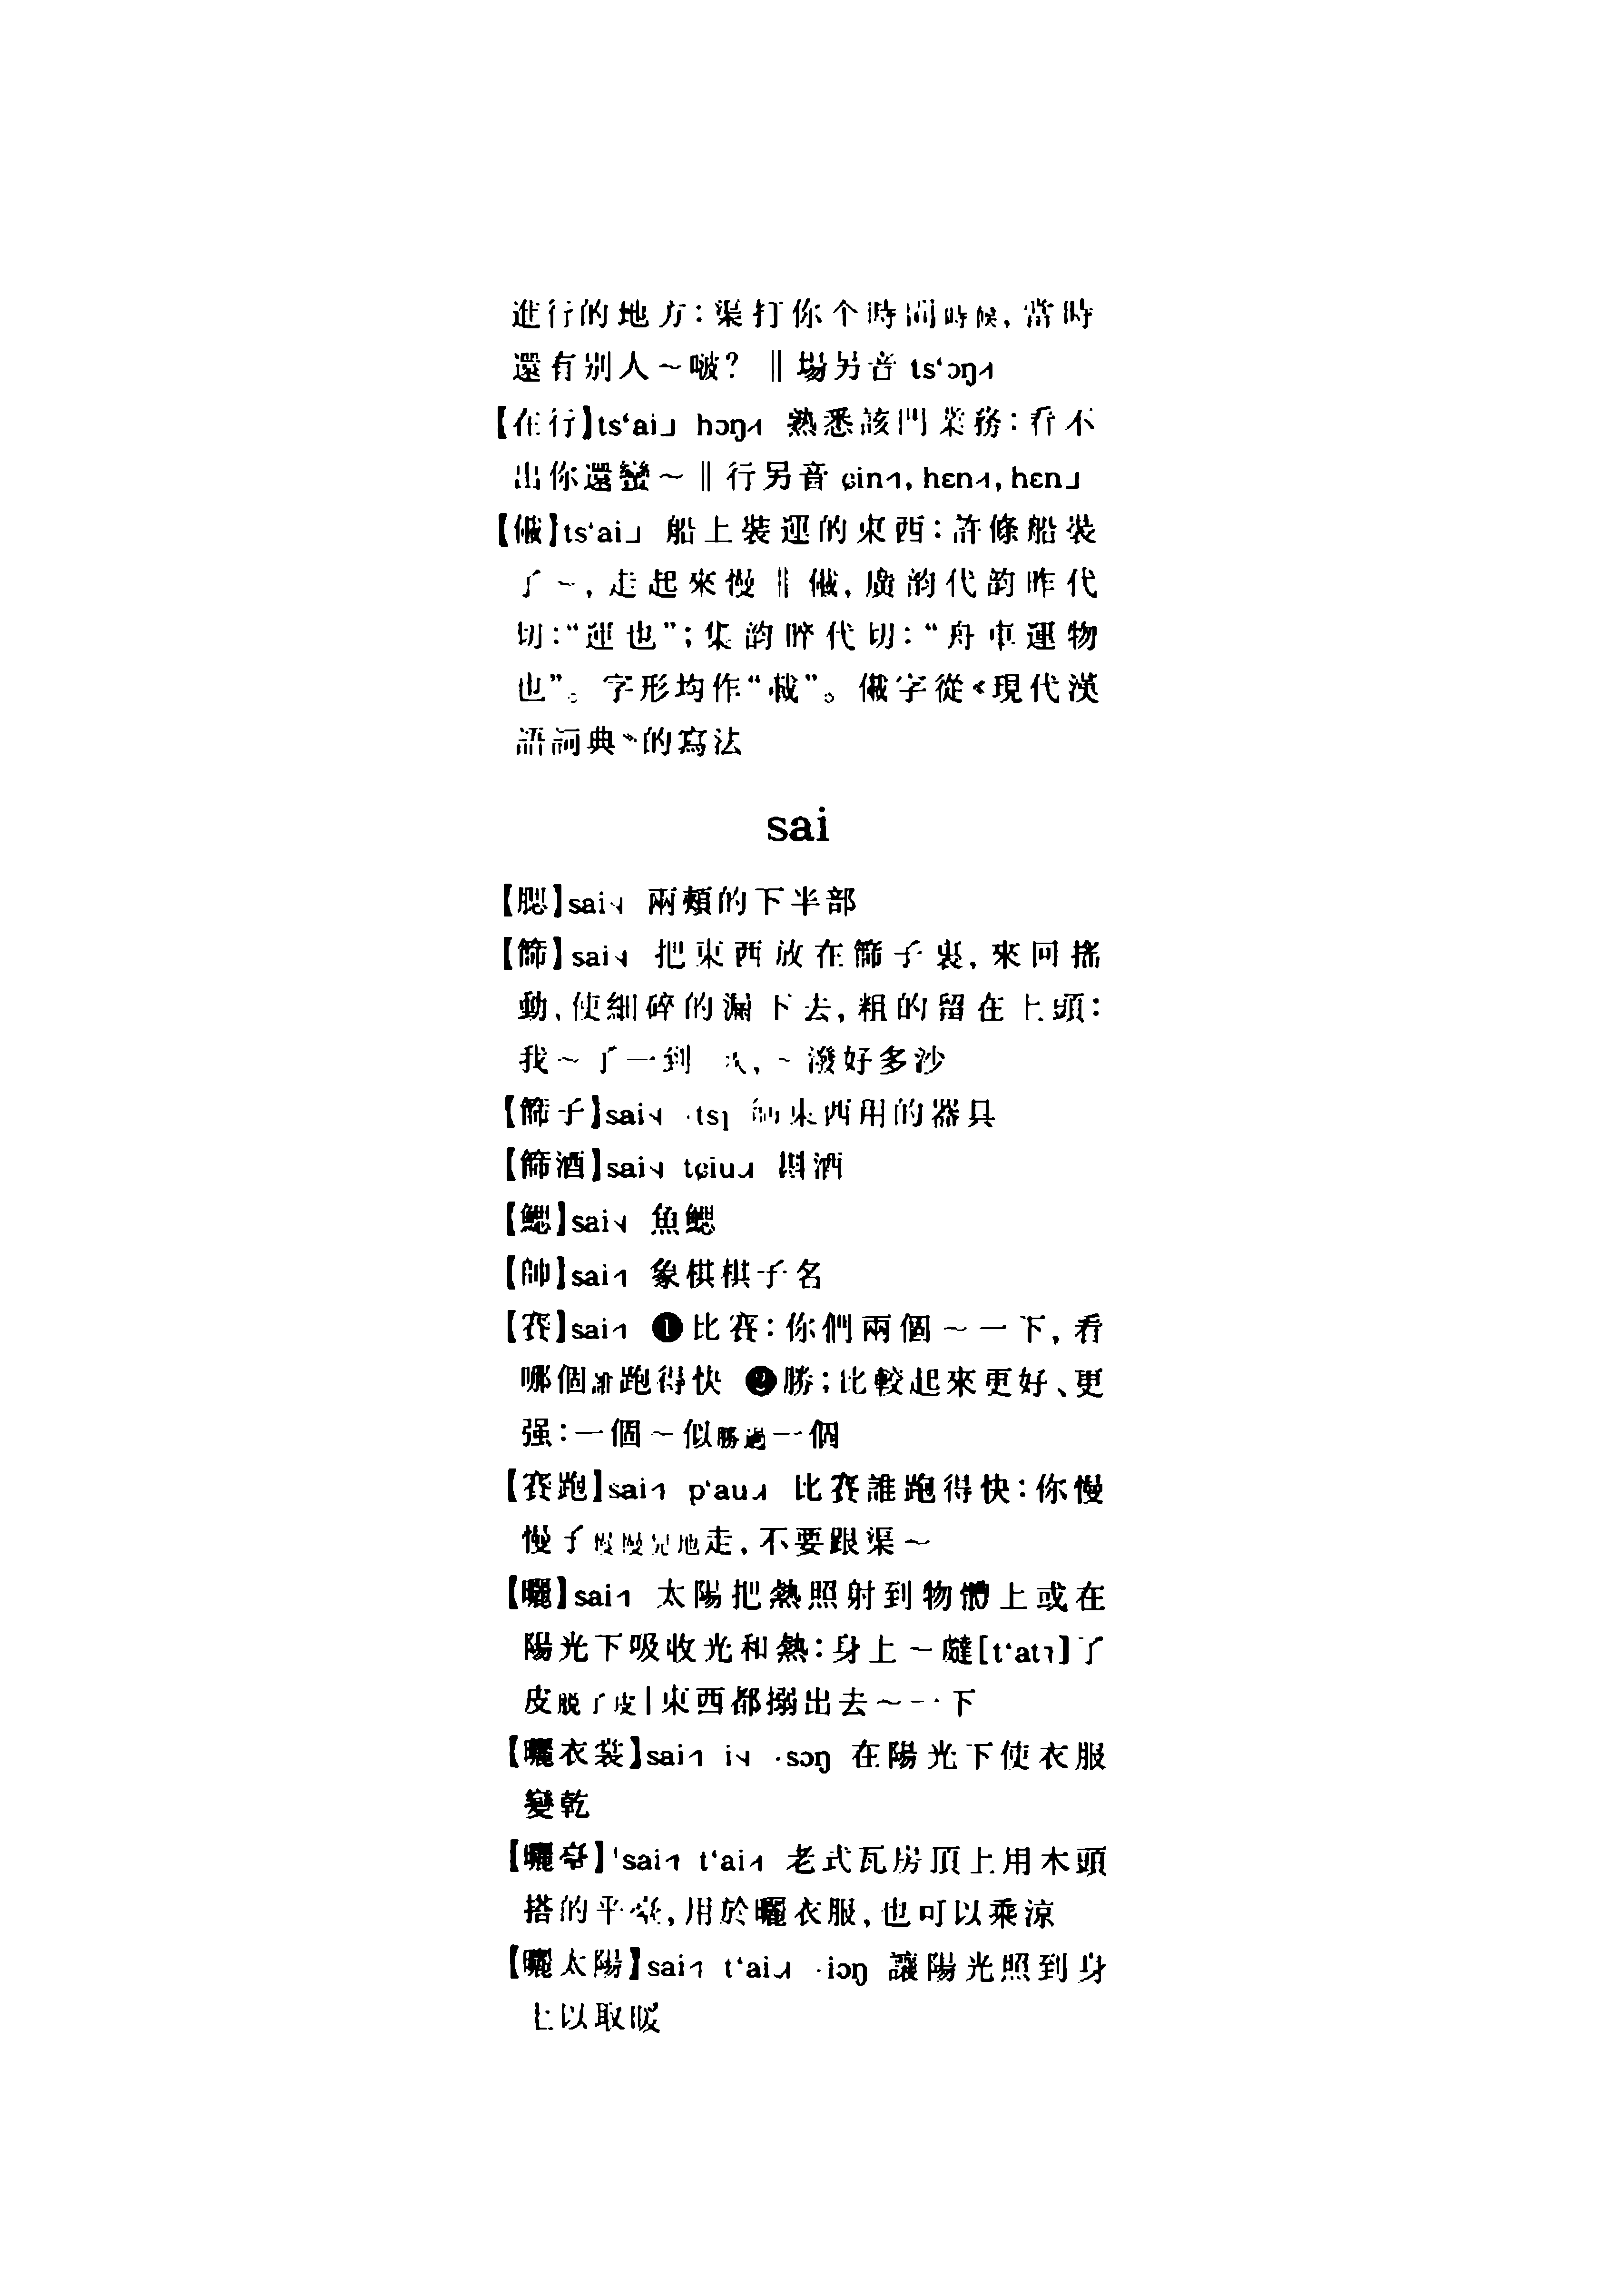 進行的地方：渠打你个時間時候，當時
還有别人～啵？ ‖場另音 ts‘ɔŋ˧˥
【在行】ts‘ai˩ hɔŋ˧˥ 熟悉該門業務：看不
出你還蠻～‖行另音 ɕin˦˥, hɛn˧˥, hɛn˩
【儎】ts‘ai˩ 船上裝運的東西：許條船裝
了～，走起來慢‖儎，廣韵代韵昨代
切：“運也”；集韵昨代切：“舟車運物
也”。字形均作“載”。儎字從《現代漢
語詞典》的寫法
sai
【腮】sai˦˨ 兩頰的下半部
【篩】sai˦˨ 把東西放在篩子裏，來回摇
動，使細碎的漏下去，粗的留在上頭：
我～了一到 次，～潑好多沙
【篩子】sai˦˨ ·tsɿ 篩東西用的器具
【篩酒】sai˦˨ tɕiu˨˩˧ 斟酒
【鰓】sai˦˨ 魚鰓
【帥】sai˦˥ 象棋棋子名
【賽】sai˦˥ ❶比賽：你們兩個～一下，看
哪個誰跑得快 ❷勝；比較起來更好、更
强：一個～似勝過一個
【賽跑】sai˦˥ p‘au˨˩˧ 比賽誰跑得快：你慢
慢子慢慢兒地走，不要跟渠～
【曬】sai˦˥ 太陽把熱照射到物體上或在
陽光下吸收光和熱：身上～㒓[t‘at˥]了
皮脱了皮|東西都搦出去～一下
【曬衣裳】sai˦˥ i˦˨ ·sɔŋ 在陽光下使衣服
變乾
【曬臺】sai˦˥ t‘ai˧˥ 老式瓦房頂上用木頭
搭的平臺，用於曬衣服，也可以乘涼
【曬太陽】sai˦˥ t‘ai˨˩˧ ·iɔŋ 讓陽光照到身
上以取暖